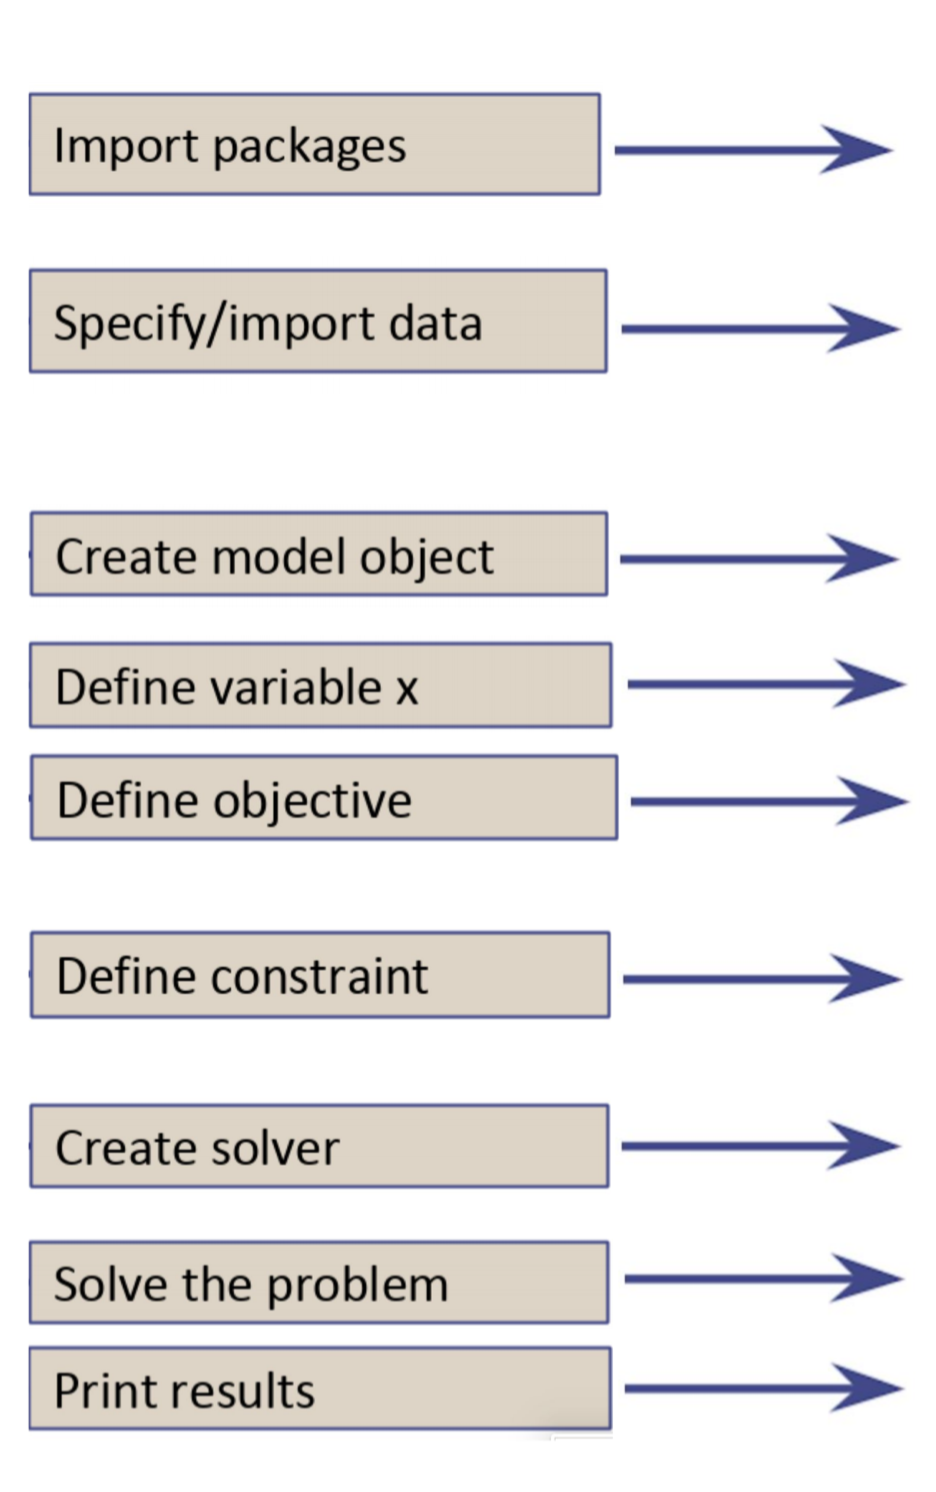 Import packages
Specify/import data
Create model object
Define variable x
Define objective
Define constraint
Create solver
Solve the problem
Print results